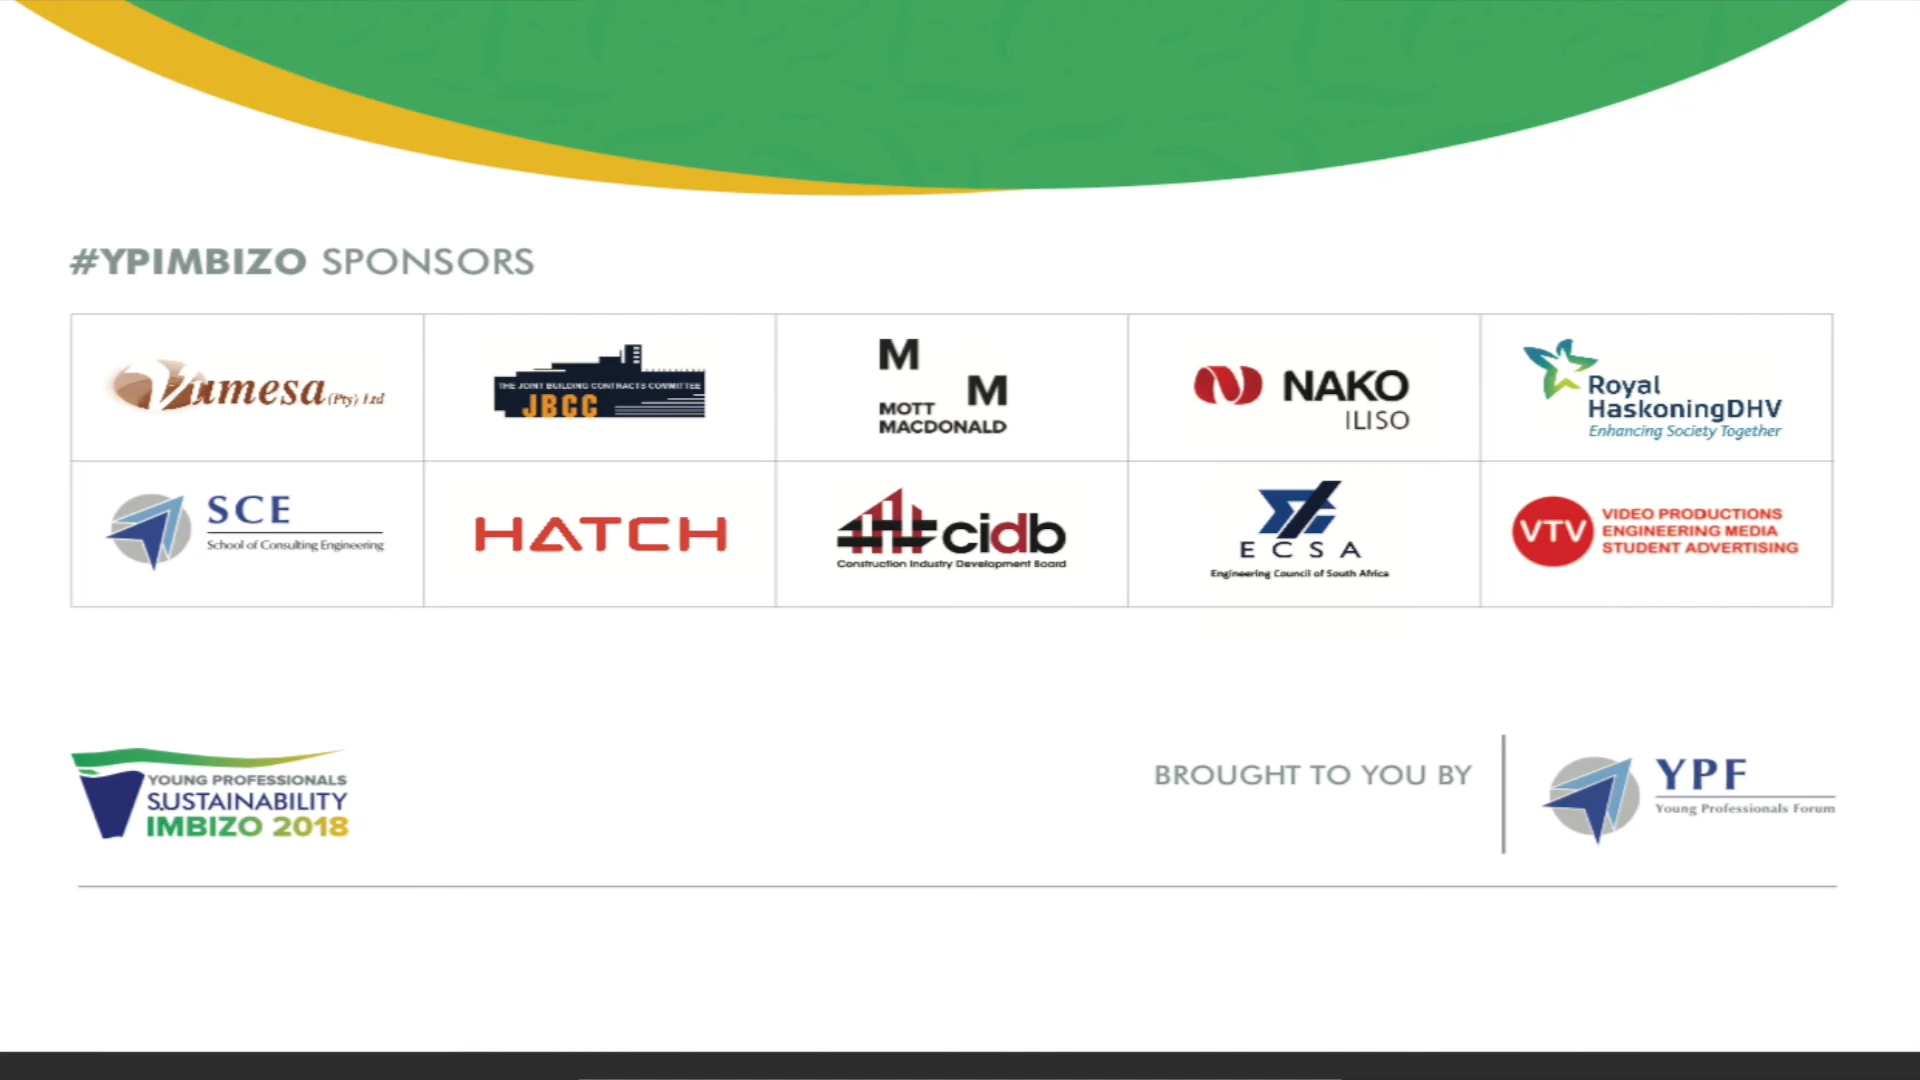 #YPIMBIZO SPONSORS
Vumesa (Pty) Ltd
THE JOINT BUILDING CONTRACTS COMMITTEE
JBCC
M
M
MOTT
MACDONALD
NAKO
ILISO
Royal
HaskoningDHV
Enhancing Society Together
SCE
School of Consulting Engineering
HATCH
cidb
Construction Industry Development Board
ECSA
Engineering Council of South Africa
VTV
VIDEO PRODUCTIONS
ENGINEERING MEDIA
STUDENT ADVERTISING
YOUNG PROFESSIONALS
SUSTAINABILITY
IMBIZO 2018
BROUGHT TO YOU BY
YPF
Young Professionals Forum